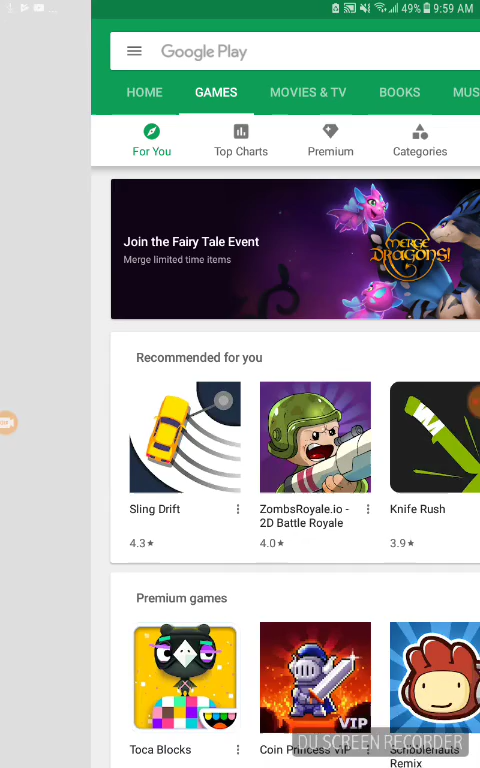 49% 9:59 AM
Google Play
HOME GAMES MOVIES & TV BOOKS MUS
For You Top Charts Premium Categories
Join the Fairy Tale Event
Merge limited time items
MERGE
DRAGONS!
Recommended for you
Sling Drift
ZombsRoyale.io -
2D Battle Royale
Knife Rush
4.3★ 4.0★ 3.9★
Premium games
VIP
Toca Blocks
Coin Princess VIP
Scribblenauts
Remix
DU SCREEN RECORDER